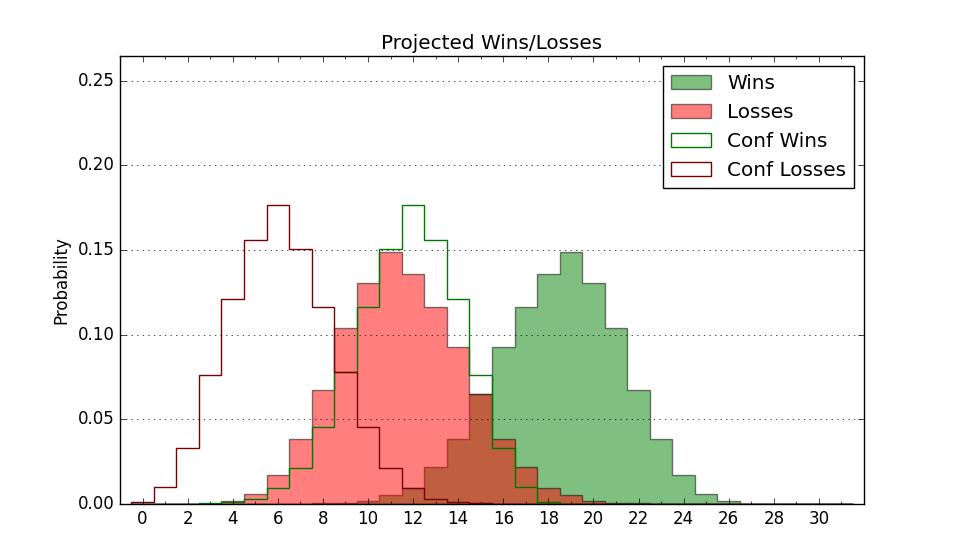 Projected Wins/Losses
Probability
0.25
0.20
0.15
0.10
0.05
0.00
Wins
Losses
Conf Wins
Conf Losses
0 2 4 6 8 10 12 14 16 18 20 22 24 26 28 30